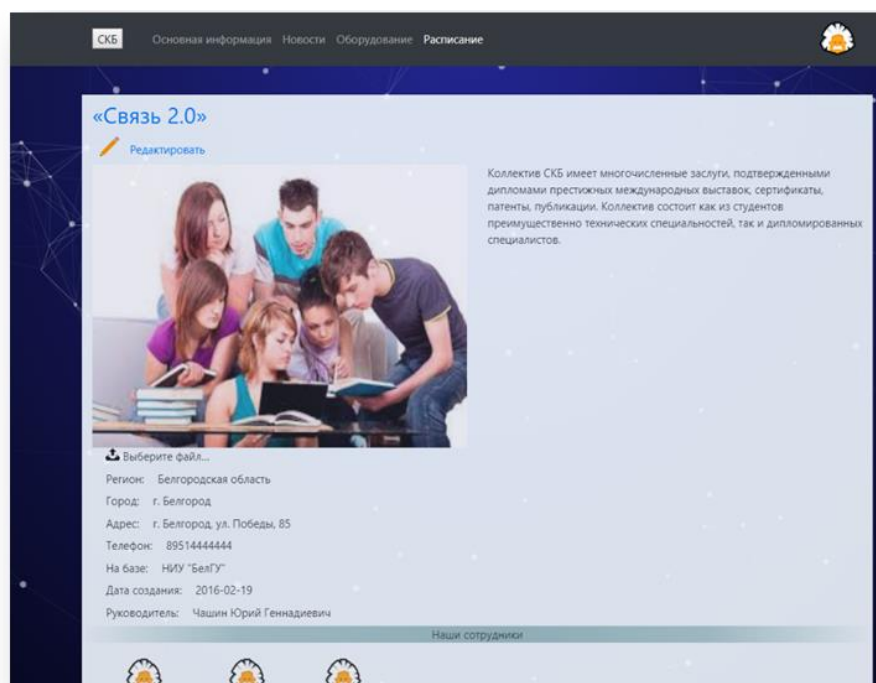 СКБ Основная информация Новости Оборудование Расписание
«Связь 2.0»
Редактировать
Коллектив СКБ имеет многочисленные заслуги, подтвержденными
дипломами престижных международных выставок, сертификаты,
патенты, публикации. Коллектив состоит как из студентов
преимущественно технических специальностей, так и дипломированных
специалистов.
Выберите файл...
Регион: Белгородская область
Город: г. Белгород
Адрес: г. Белгород, ул. Победы, 85
Телефон: 89514444444
На базе: НИУ "БелГУ"
Дата создания: 2016-02-19
Руководитель: Чашин Юрий Геннадиевич
Наши сотрудники